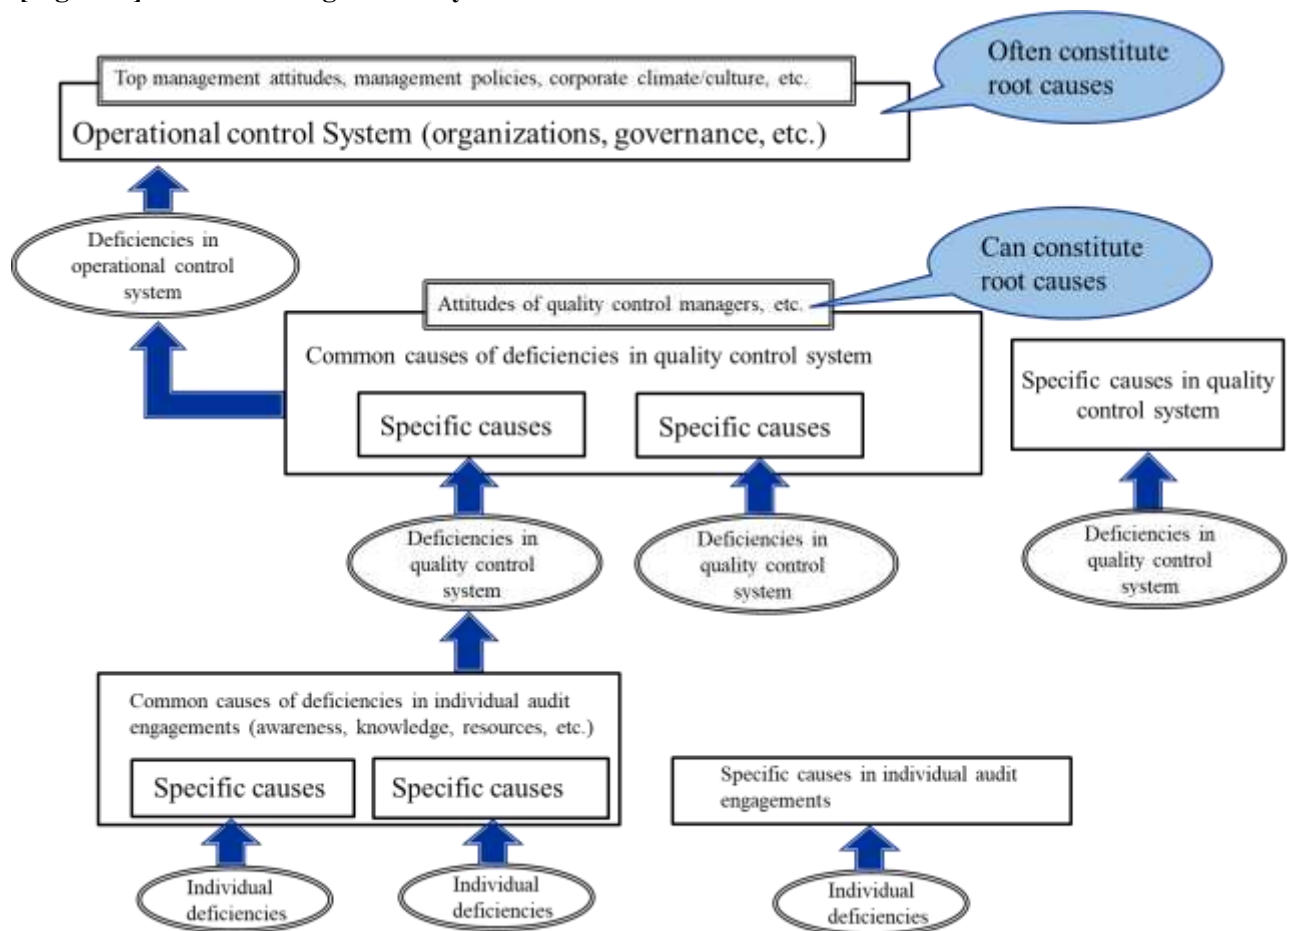 Often constitute
root causes
Top management attitudes, management policies, corporate climate/culture, etc.
Operational control System (organizations, governance, etc.)
Deficiencies in
operational control
system
Can constitute
root causes
Attitudes of quality control managers, etc.
Common causes of deficiencies in quality control system
Specific causes
Specific causes
Specific causes in quality
control system
Deficiencies in
quality control
system
Deficiencies in
quality control
system
Deficiencies in
quality control
system
Common causes of deficiencies in individual audit
engagements (awareness, knowledge, resources, etc.)
Specific causes
Specific causes
Specific causes in individual audit
engagements
Individual
deficiencies
Individual
deficiencies
Individual
deficiencies